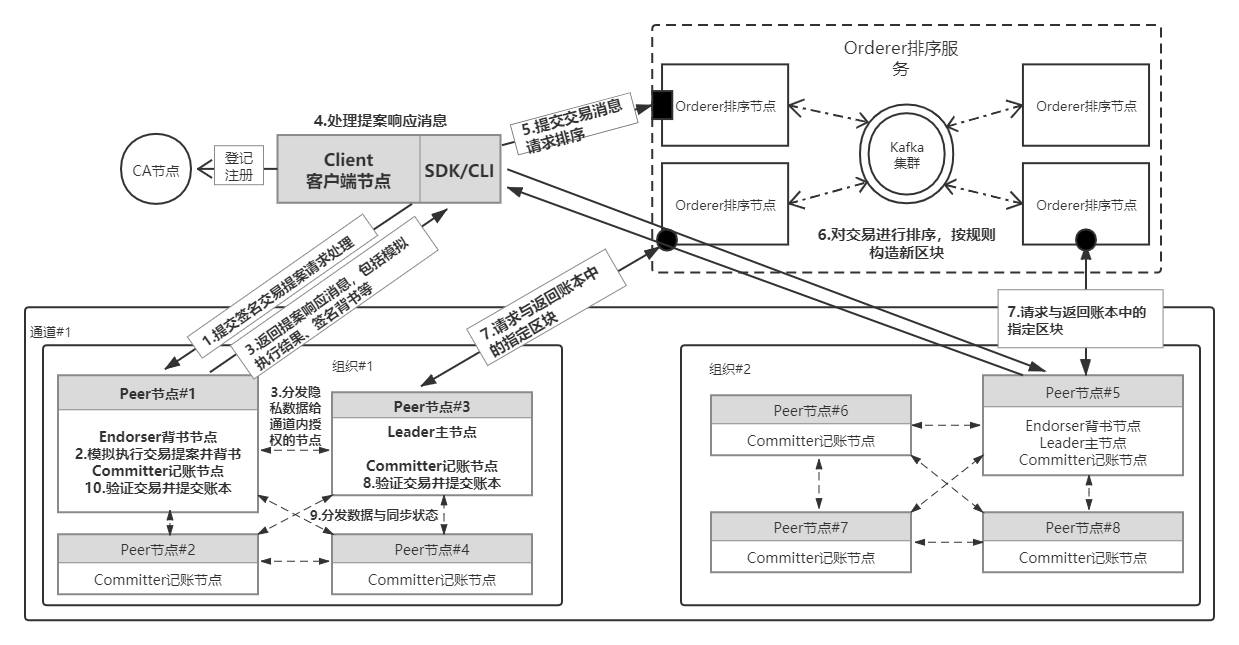 Orderer排序服
务
Orderer排序节点
Orderer排序节点
Kafka
集群
Orderer排序节点
Orderer排序节点
6.对交易进行排序，按规则
构造新区块
4.处理提案响应消息
5.提交交易消息
请求排序
CA节点
登记
注册
Client
客户端节点
SDK/CLI
1.提交签名交易提案请求处理
3.返回提案响应消息，包括模拟
执行结果、签名背书等
7.请求与返回账本中
的指定区块
7.请求与返回账本中的
指定区块
通道#1
组织#1
Peer节点#1
Endorser背书节点
2.模拟执行交易提案并背书
Committer记账节点
10.验证交易并提交账本
3.分发隐
私数据给
通道内授
权的节点
Peer节点#3
Leader主节点
Committer记账节点
8.验证交易并提交账本
9.分发数据与同步状态
Peer节点#2
Committer记账节点
Peer节点#4
Committer记账节点
组织#2
Peer节点#6
Committer记账节点
Peer节点#5
Endorser背书节点
Leader主节点
Committer记账节点
Peer节点#7
Committer记账节点
Peer节点#8
Committer记账节点